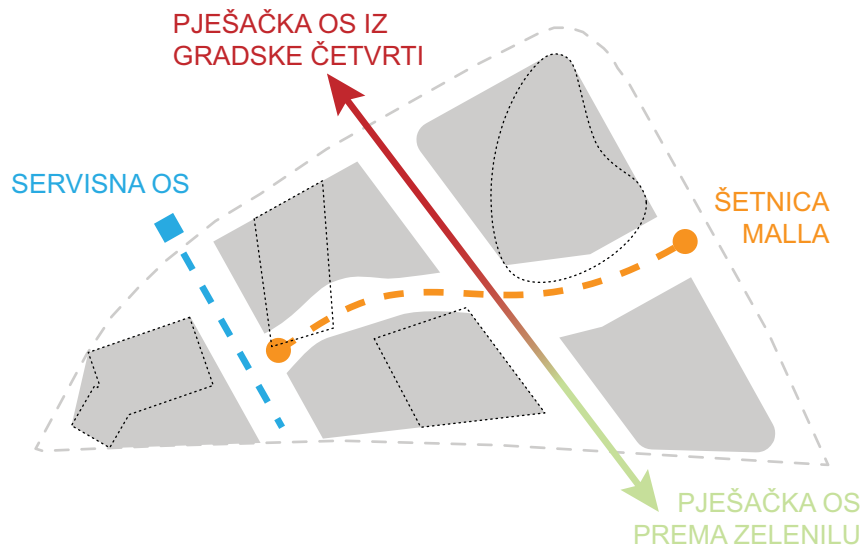 PJEŠAČKA OS IZ
GRADSKE ČETVRTI
SERVISNA OS
ŠETNICA
MALLA
PJEŠAČKA OS
PREMA ZELENILU